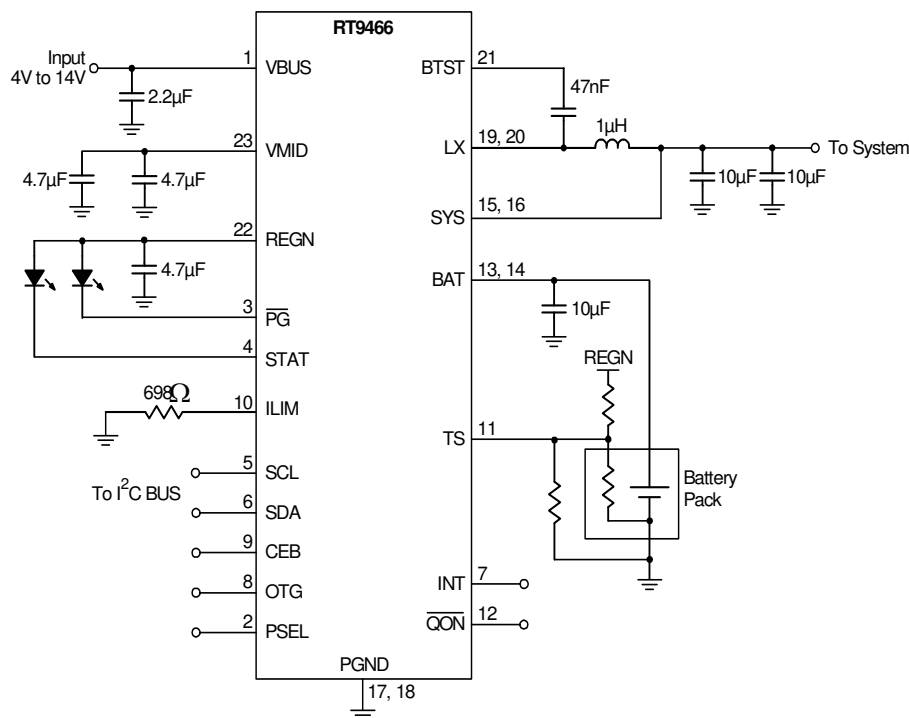 RT9466
Input
4V to 14V
1
VBUS
2.2µF
23
VMID
4.7µF
4.7µF
22
REGN
4.7µF
3
PG
4
STAT
698Ω
10
ILIM
To I²C BUS
5
SCL
6
SDA
9
CEB
8
OTG
2
PSEL
BTST
21
47nF
LX
19, 20
1µH
To System
10µF
10µF
SYS
15, 16
BAT
13, 14
10µF
REGN
TS
11
Battery
Pack
INT
7
QON
12
PGND
17, 18